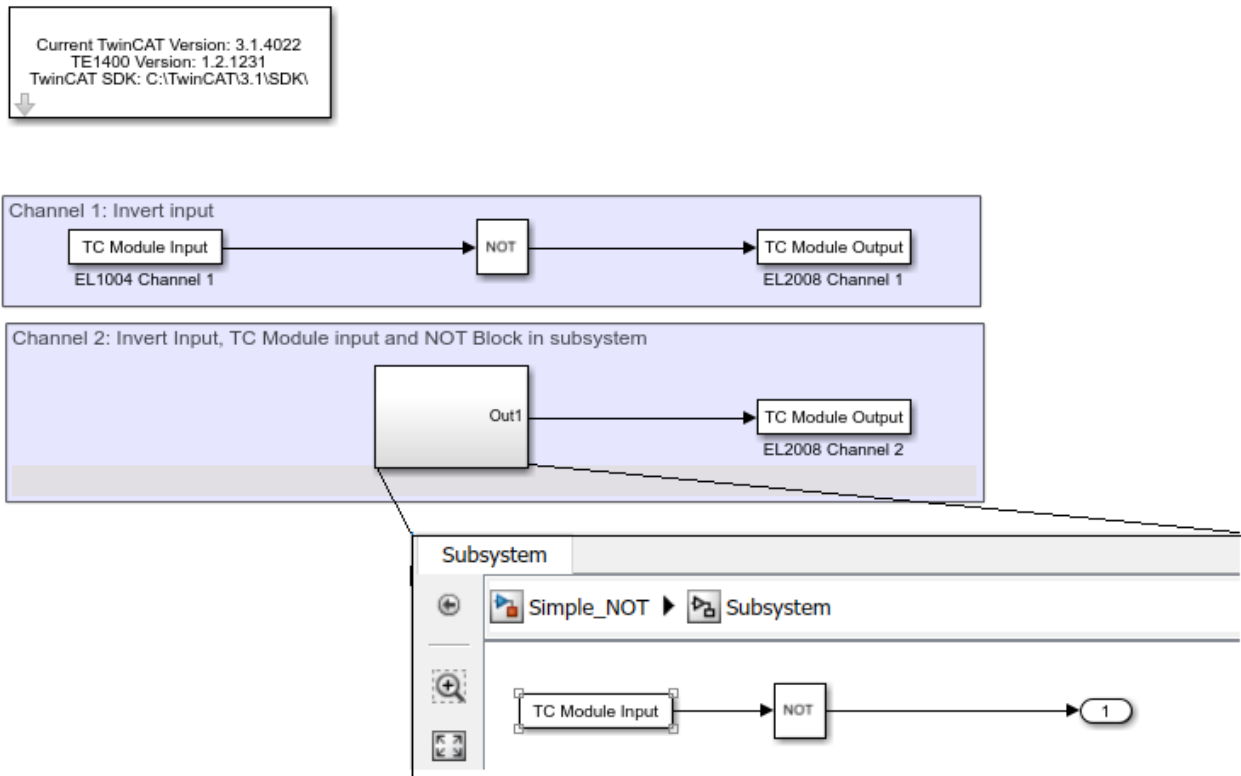 Current TwinCAT Version: 3.1.4022
TE1400 Version: 1.2.1231
TwinCAT SDK: C:\TwinCAT\3.1\SDK\
Channel 1: Invert input
TC Module Input
NOT
TC Module Output
EL1004 Channel 1
EL2008 Channel 1
Channel 2: Invert Input, TC Module input and NOT Block in subsystem
Out1
TC Module Output
EL2008 Channel 2
Subsystem
Simple_NOT
Subsystem
TC Module Input
NOT
1